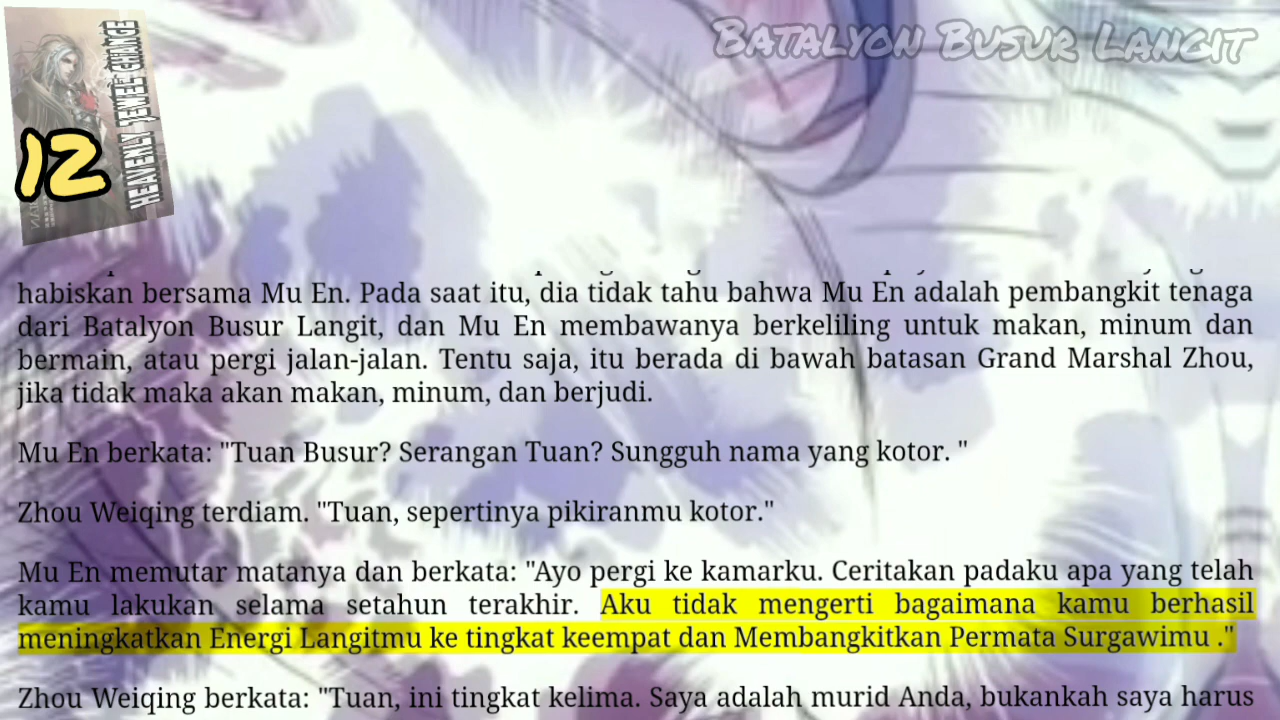 Batalyon Busur Langit
HEAVENLY JEWEL CHANGE
12
habiskan bersama Mu En. Pada saat itu, dia tidak tahu bahwa Mu En adalah pembangkit tenaga
dari Batalyon Busur Langit, dan Mu En membawanya berkeliling untuk makan, minum dan
bermain, atau pergi jalan-jalan. Tentu saja, itu berada di bawah batasan Grand Marshal Zhou,
jika tidak maka akan makan, minum, dan berjudi.
Mu En berkata: "Tuan Busur? Serangan Tuan? Sungguh nama yang kotor. "
Zhou Weiqing terdiam. "Tuan, sepertinya pikiranmu kotor."
Mu En memutar matanya dan berkata: "Ayo pergi ke kamarku. Ceritakan padaku apa yang telah
kamu lakukan selama setahun terakhir. Aku tidak mengerti bagaimana kamu berhasil
meningkatkan Energi Langitmu ke tingkat keempat dan Membangkitkan Permata Surgawimu ."
Zhou Weiqing berkata: "Tuan, ini tingkat kelima. Saya adalah murid Anda, bukankah saya harus